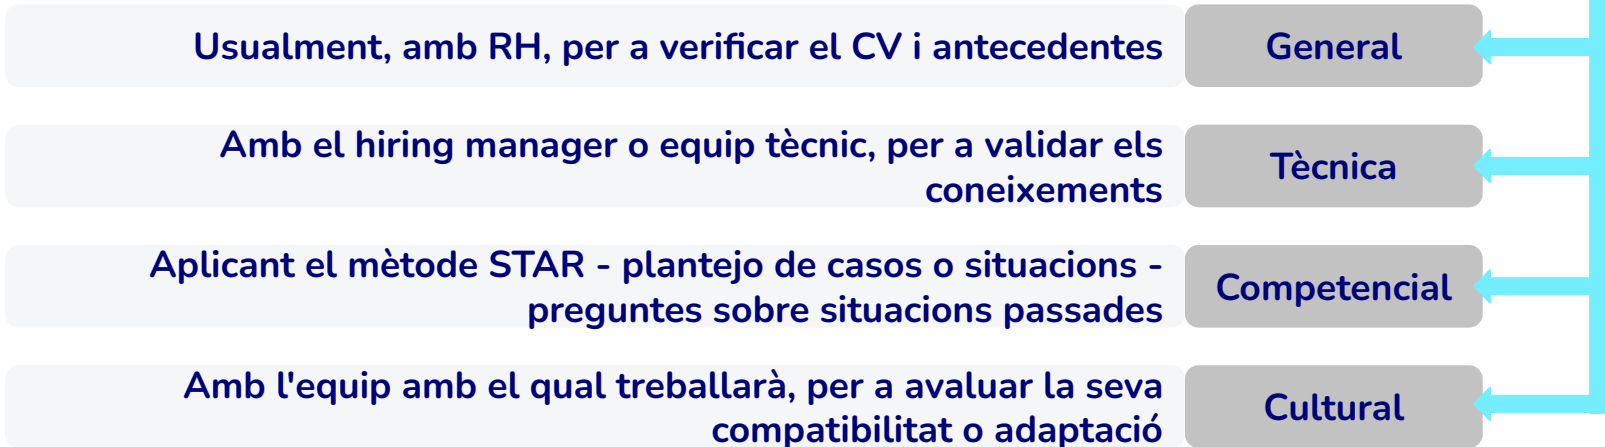 Usualment, amb RH, per a verificar el CV i antecedentes
General
Amb el hiring manager o equip tècnic, per a validar els
coneixements
Tècnica
Aplicant el mètode STAR - plantejo de casos o situacions -
preguntes sobre situacions passades
Competencial
Amb l'equip amb el qual treballarà, per a avaluar la seva
compatibilitat o adaptació
Cultural